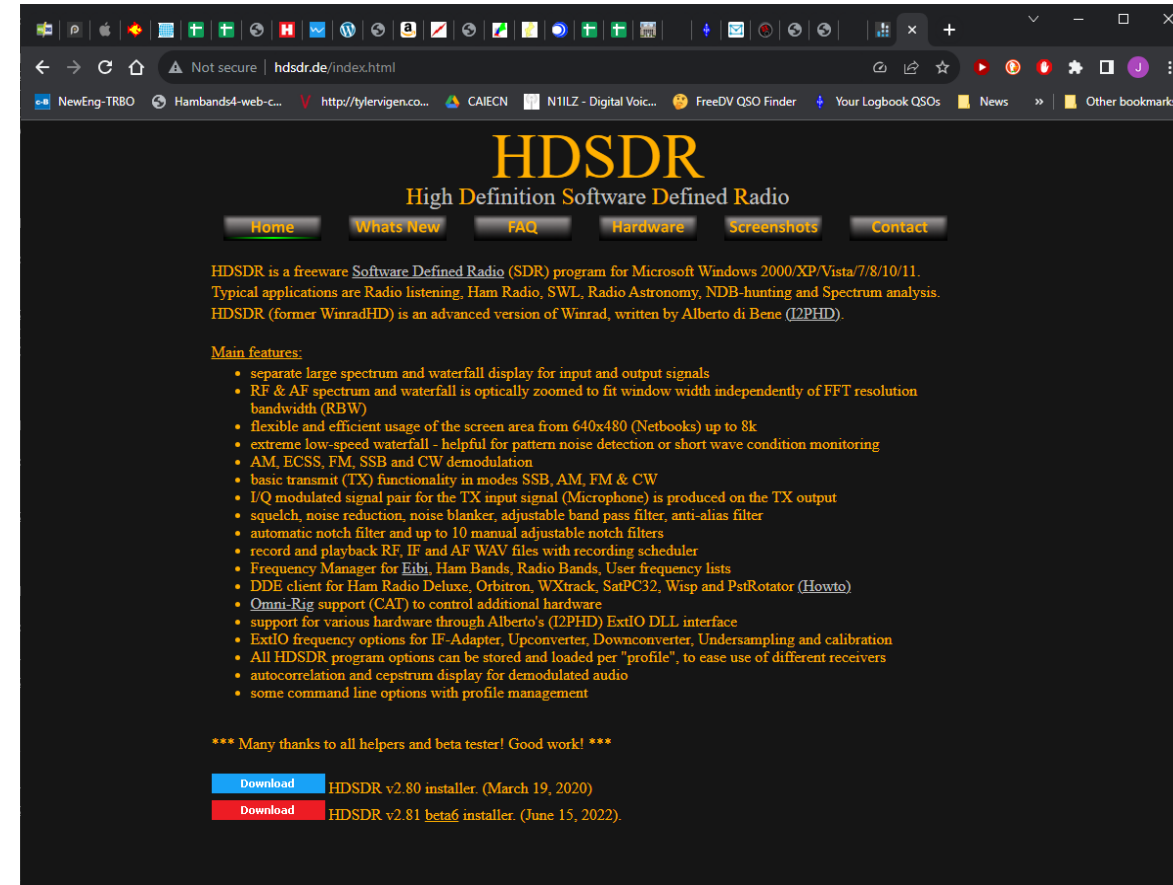 Not secure | hdsdr.de/index.html
J
NewEng-TRBO Hambands4-web-c... http://tylervigen.co... CAIECN N1ILZ - Digital Voic... FreeDV QSO Finder Your Logbook QSOs News » Other bookmarks
HDSDR
High Definition Software Defined Radio
Home Whats New FAQ Hardware Screenshots Contact
HDSDR is a freeware Software Defined Radio (SDR) program for Microsoft Windows 2000/XP/Vista/7/8/10/11.
Typical applications are Radio listening, Ham Radio, SWL, Radio Astronomy, NDB-hunting and Spectrum analysis.
HDSDR (former WinradHD) is an advanced version of Winrad, written by Alberto di Bene (I2PHD).
Main features:
• separate large spectrum and waterfall display for input and output signals
• RF & AF spectrum and waterfall is optically zoomed to fit window width independently of FFT resolution
bandwidth (RBW)
• flexible and efficient usage of the screen area from 640x480 (Netbooks) up to 8k
• extreme low-speed waterfall - helpful for pattern noise detection or short wave condition monitoring
• AM, ECSS, FM, SSB and CW demodulation
• basic transmit (TX) functionality in modes SSB, AM, FM & CW
• I/Q modulated signal pair for the TX input signal (Microphone) is produced on the TX output
• squelch, noise reduction, noise blanker, adjustable band pass filter, anti-alias filter
• automatic notch filter and up to 10 manual adjustable notch filters
• record and playback RF, IF and AF WAV files with recording scheduler
• Frequency Manager for Eibi, Ham Bands, Radio Bands, User frequency lists
• DDE client for Ham Radio Deluxe, Orbitron, WXtrack, SatPC32, Wisp and PstRotator (Howto)
• Omni-Rig support (CAT) to control additional hardware
• support for various hardware through Alberto's (I2PHD) ExtIO DLL interface
• ExtIO frequency options for IF-Adapter, Upconverter, Downconverter, Undersampling and calibration
• All HDSDR program options can be stored and loaded per "profile", to ease use of different receivers
• autocorrelation and cepstrum display for demodulated audio
• some command line options with profile management
*** Many thanks to all helpers and beta tester! Good work! ***
Download HDSDR v2.80 installer. (March 19, 2020)
Download HDSDR v2.81 beta6 installer. (June 15, 2022).